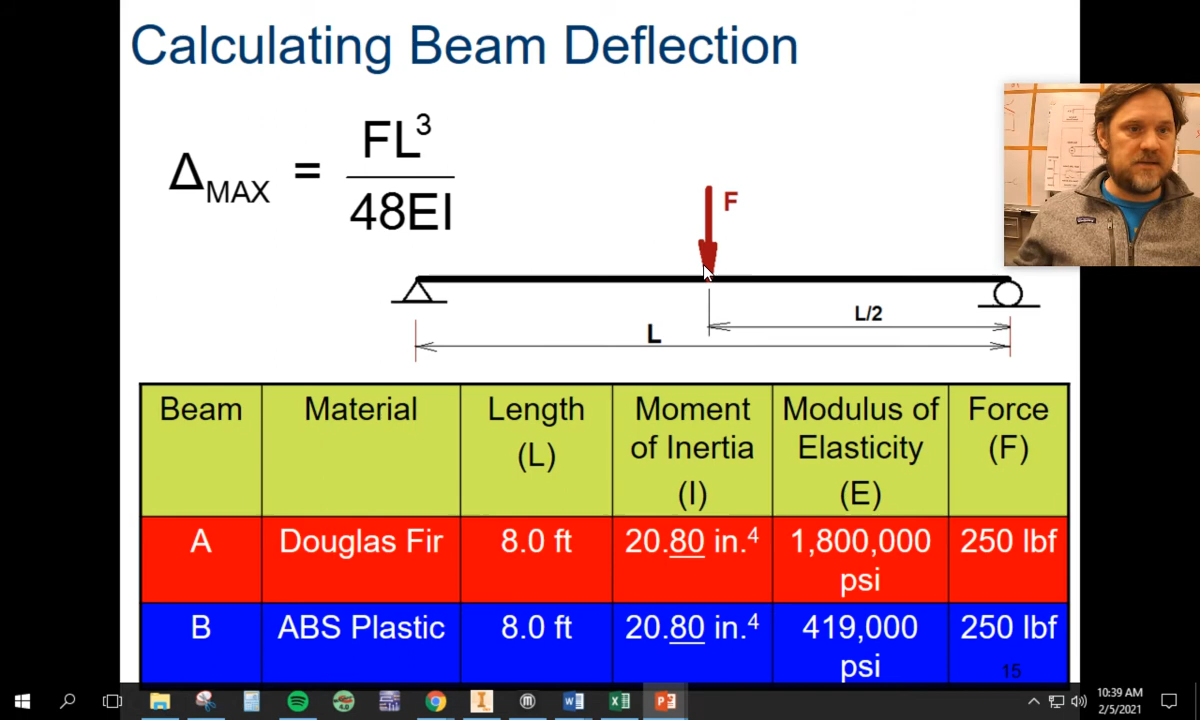 Calculating Beam Deflection
Δ_MAX = FL³ / 48EI
F
L/2
L
Beam Material Length (L) Moment of Inertia (I) Modulus of Elasticity (E) Force (F)
A Douglas Fir 8.0 ft 20.80 in.⁴ 1,800,000 psi 250 lbf
B ABS Plastic 8.0 ft 20.80 in.⁴ 419,000 psi 250 lbf
15
10:39 AM
2/5/2021